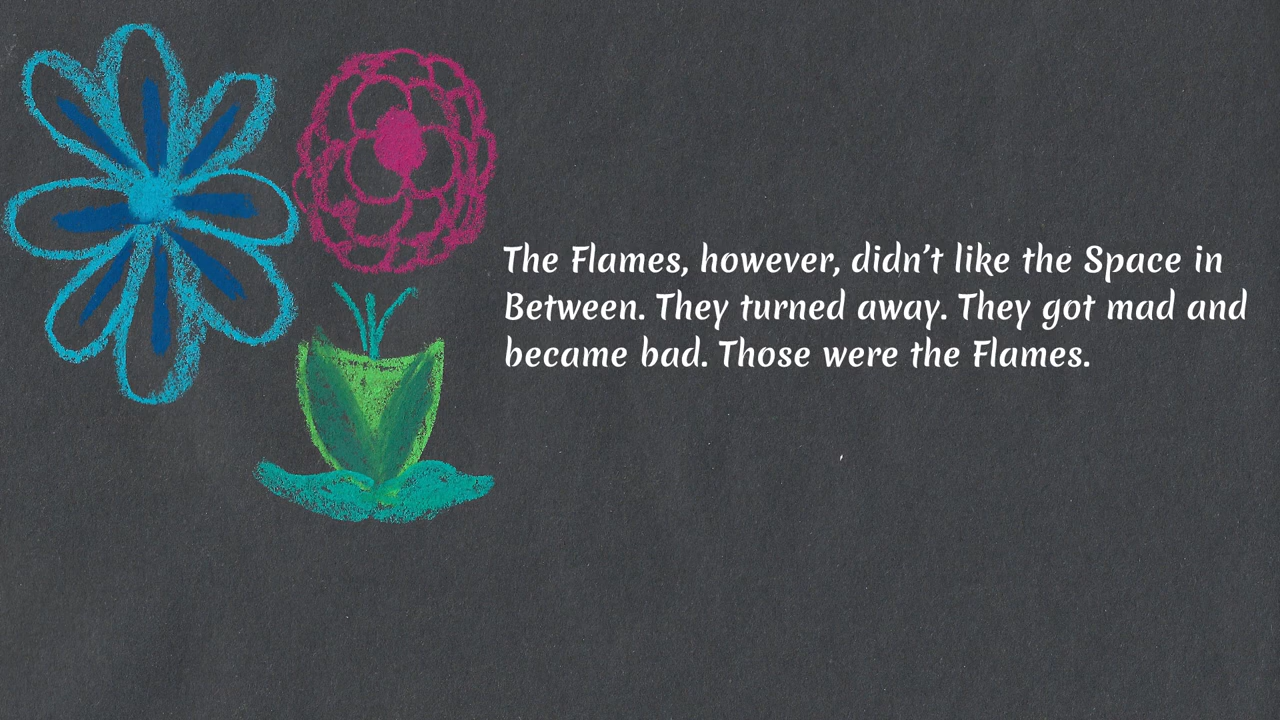 The Flames, however, didn’t like the Space in
Between. They turned away. They got mad and
became bad. Those were the Flames.